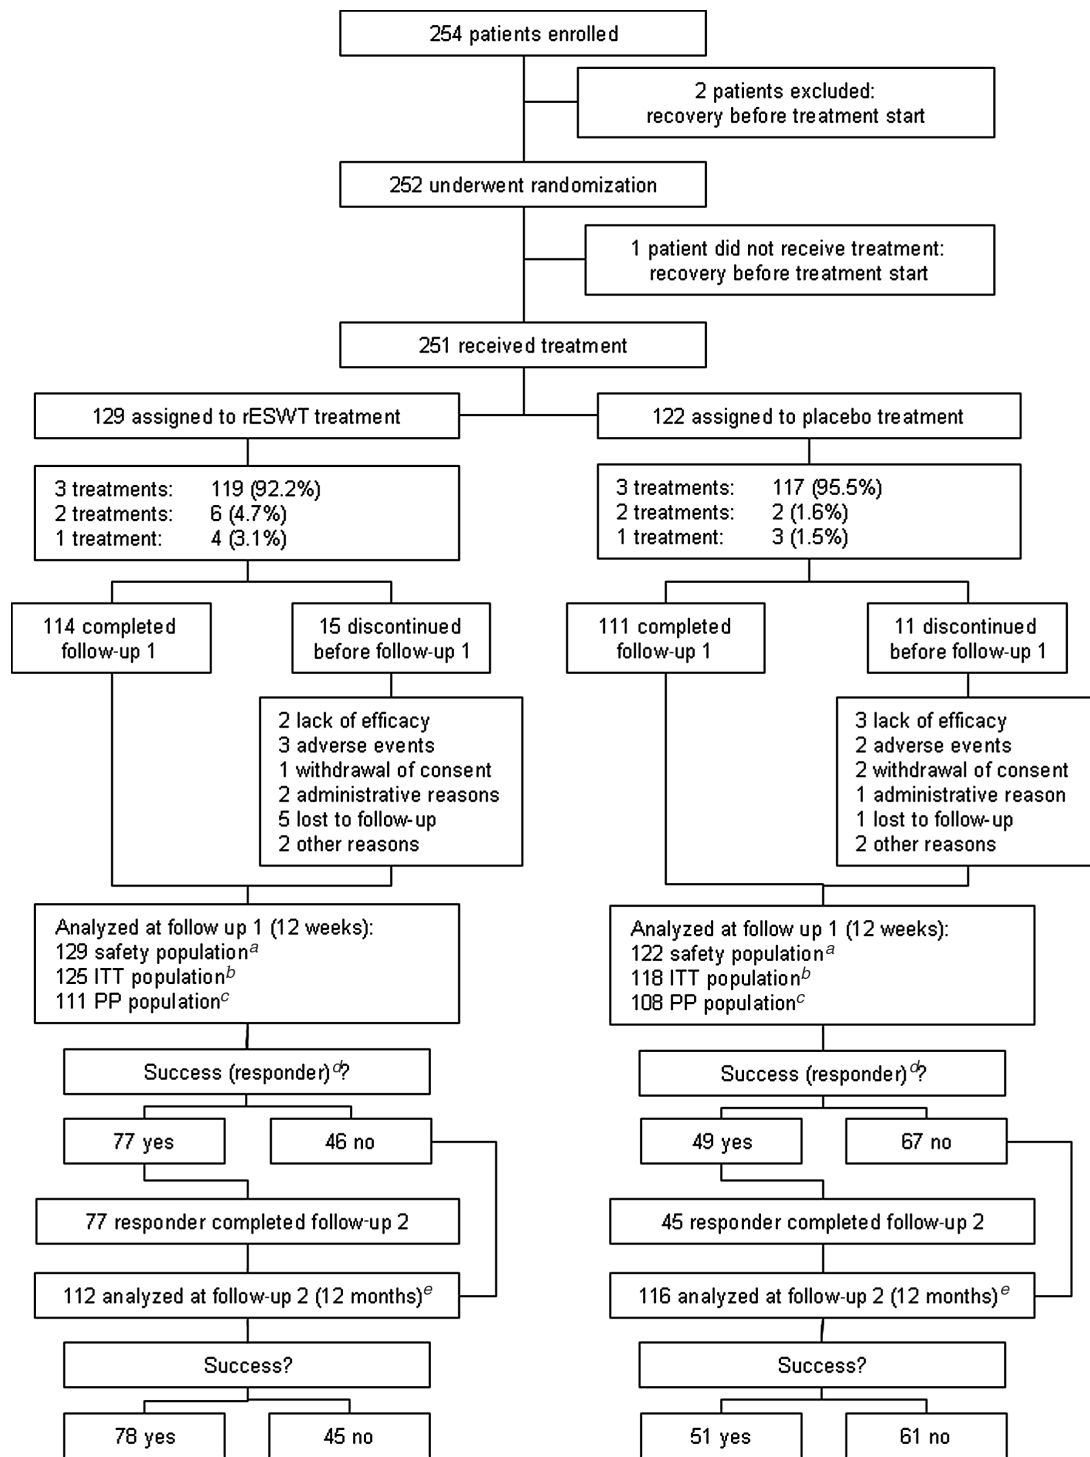 254 patients enrolled
2 patients excluded:
recovery before treatment start
252 underwent randomization
1 patient did not receive treatment:
recovery before treatment start
251 received treatment
129 assigned to rESWT treatment
122 assigned to placebo treatment
3 treatments: 119 (92.2%)
2 treatments: 6 (4.7%)
1 treatment: 4 (3.1%)
3 treatments: 117 (95.5%)
2 treatments: 2 (1.6%)
1 treatment: 3 (1.5%)
114 completed
follow-up 1
15 discontinued
before follow-up 1
111 completed
follow-up 1
11 discontinued
before follow-up 1
2 lack of efficacy
3 adverse events
1 withdrawal of consent
2 administrative reasons
5 lost to follow-up
2 other reasons
3 lack of efficacy
2 adverse events
2 withdrawal of consent
1 administrative reason
1 lost to follow-up
2 other reasons
Analyzed at follow up 1 (12 weeks):
129 safety population^a
125 ITT population^b
111 PP population^c
Analyzed at follow up 1 (12 weeks):
122 safety population^a
118 ITT population^b
108 PP population^c
Success (responder)^d?
Success (responder)^d?
77 yes
46 no
49 yes
67 no
77 responder completed follow-up 2
45 responder completed follow-up 2
112 analyzed at follow-up 2 (12 months)^e
116 analyzed at follow-up 2 (12 months)^e
Success?
Success?
78 yes
45 no
51 yes
61 no